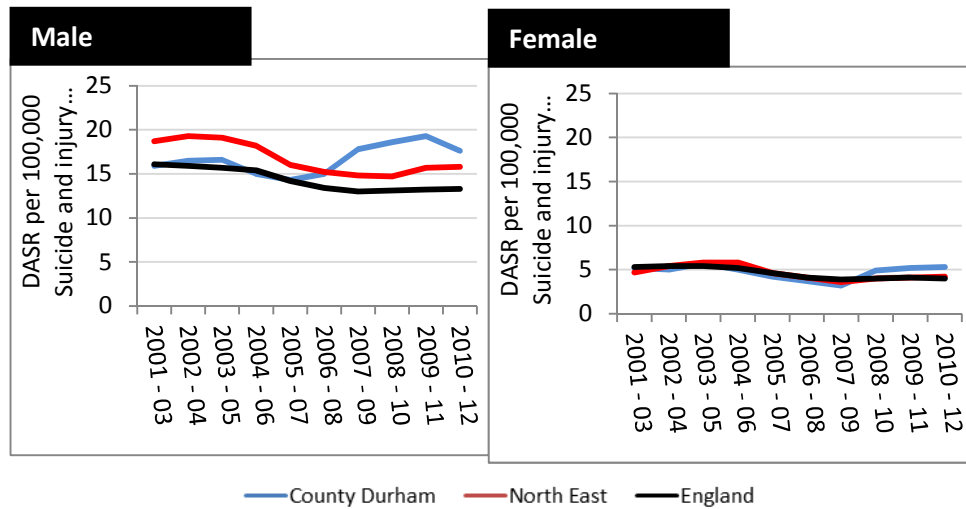 Male
DASR per 100,000
Suicide and injury...
25
20
15
10
5
0
2001 - 03
2002 - 04
2003 - 05
2004 - 06
2005 - 07
2006 - 08
2007 - 09
2008 - 10
2009 - 11
2010 - 12
Female
DASR per 100,000
Suicide and injury...
25
20
15
10
5
0
2001 - 03
2002 - 04
2003 - 05
2004 - 06
2005 - 07
2006 - 08
2007 - 09
2008 - 10
2009 - 11
2010 - 12
County Durham
North East
England